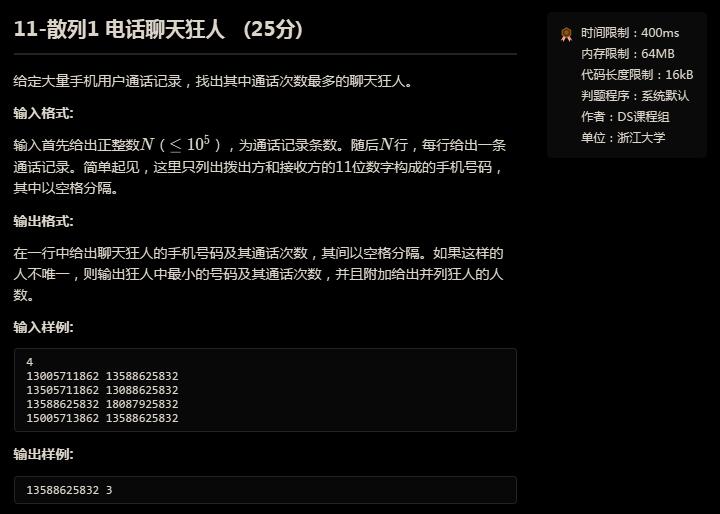 11-散列1 电话聊天狂人 (25分)
给定大量手机用户通话记录，找出其中通话次数最多的聊天狂人。
输入格式:
输入首先给出正整数N（≤10⁵），为通话记录条数。随后N行，每行给出一条
通话记录。简单起见，这里只列出拨出方和接收方的11位数字构成的手机号码，
其中以空格分隔。
输出格式:
在一行中给出聊天狂人的手机号码及其通话次数，其间以空格分隔。如果这样的
人不唯一，则输出狂人中最小的号码及其通话次数，并且附加给出并列狂人的人
数。
输入样例:
4
13005711862 13588625832
13505711862 13088625832
13588625832 18087925832
15005713862 13588625832
输出样例:
13588625832 3
时间限制：400ms
内存限制：64MB
代码长度限制：16kB
判题程序：系统默认
作者：DS课程组
单位：浙江大学